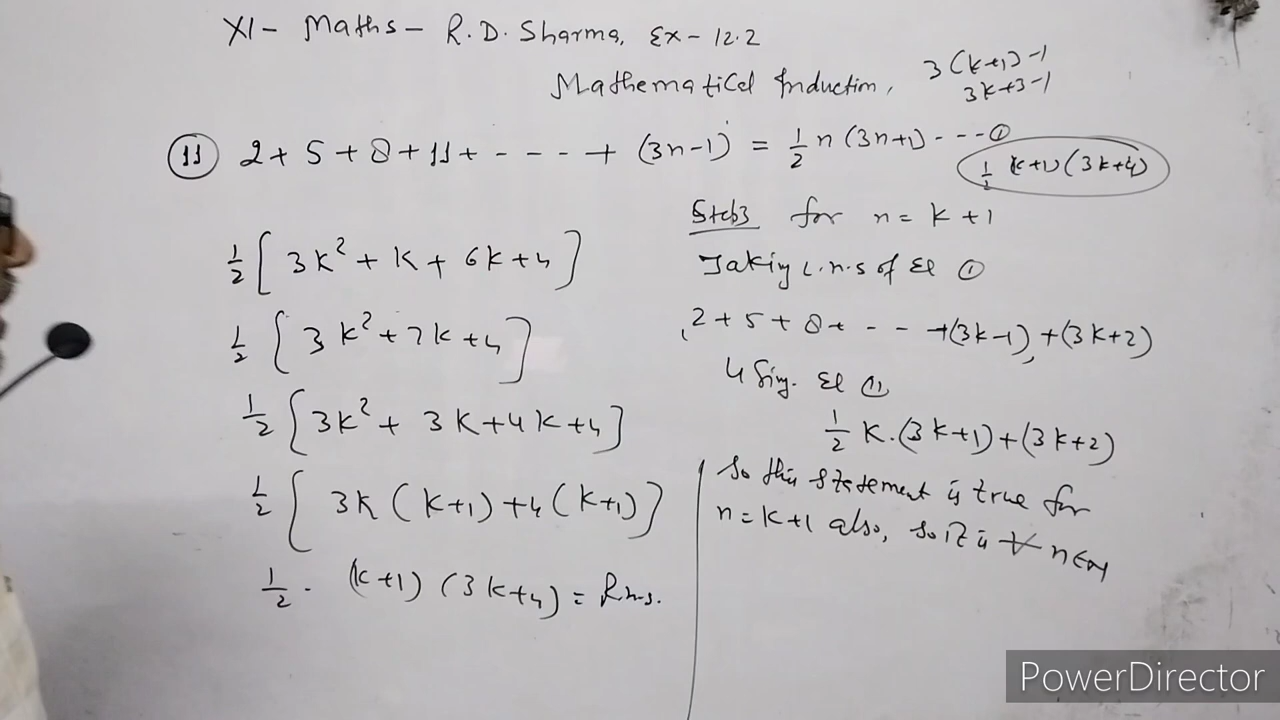 XI- Maths- R.D. Sharma, Ex- 12.2
Mathematical Induction,
3(k+1)-1
3k+3-1
(11) 2+5+8+11+----+(3n-1) = 1/2 n(3n+1)---①
1/2 k+1)(3k+4)
1/2 [3k²+k+6k+4]
1/2 [3k²+7k+4]
1/2 [3k²+3k+4k+4]
1/2 [3k(k+1)+4(k+1)]
1/2 · (k+1)(3k+4) = R.h.s.
Step3 for n=k+1
Taking L.h.s of Eq ①
2+5+8+---+(3k-1)+(3k+2)
Using. Eq ⑪
1/2 k.(3k+1)+(3k+2)
So this statement is true for
n=k+1 also, so it is ∀ n∈N
PowerDirector